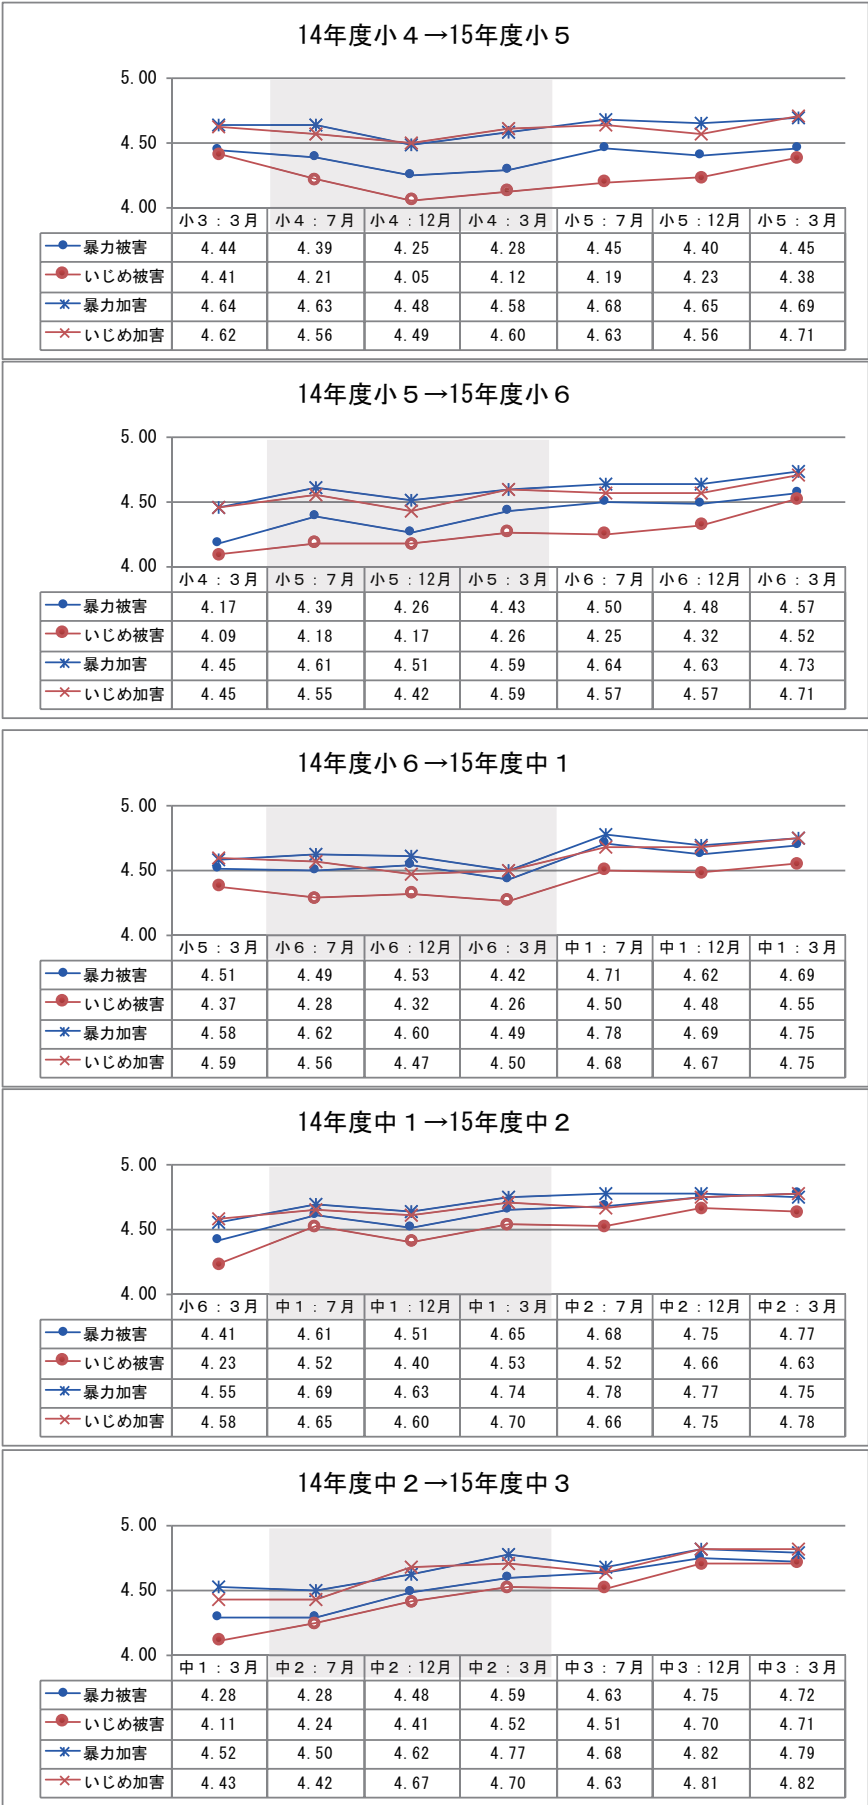 14年度小４→15年度小５
5.00
4.50
4.00
小３：３月 小４：７月 小４：12月 小４：３月 小５：７月 小５：12月 小５：３月
暴力被害 4.44 4.39 4.25 4.28 4.45 4.40 4.45
いじめ被害 4.41 4.21 4.05 4.12 4.19 4.23 4.38
暴力加害 4.64 4.63 4.48 4.58 4.68 4.65 4.69
いじめ加害 4.62 4.56 4.49 4.60 4.63 4.56 4.71
14年度小５→15年度小６
5.00
4.50
4.00
小４：３月 小５：７月 小５：12月 小５：３月 小６：７月 小６：12月 小６：３月
暴力被害 4.17 4.39 4.26 4.43 4.50 4.48 4.57
いじめ被害 4.09 4.18 4.17 4.26 4.25 4.32 4.52
暴力加害 4.45 4.61 4.51 4.59 4.64 4.63 4.73
いじめ加害 4.45 4.55 4.42 4.59 4.57 4.57 4.71
14年度小６→15年度中１
5.00
4.50
4.00
小５：３月 小６：７月 小６：12月 小６：３月 中１：７月 中１：12月 中１：３月
暴力被害 4.51 4.49 4.53 4.42 4.71 4.62 4.69
いじめ被害 4.37 4.28 4.32 4.26 4.50 4.48 4.55
暴力加害 4.58 4.62 4.60 4.49 4.78 4.69 4.75
いじめ加害 4.59 4.56 4.47 4.50 4.68 4.67 4.75
14年度中１→15年度中２
5.00
4.50
4.00
小６：３月 中１：７月 中１：12月 中１：３月 中２：７月 中２：12月 中２：３月
暴力被害 4.41 4.61 4.51 4.65 4.68 4.75 4.77
いじめ被害 4.23 4.52 4.40 4.53 4.52 4.66 4.63
暴力加害 4.55 4.69 4.63 4.74 4.78 4.77 4.75
いじめ加害 4.58 4.65 4.60 4.70 4.66 4.75 4.78
14年度中２→15年度中３
5.00
4.50
4.00
中１：３月 中２：７月 中２：12月 中２：３月 中３：７月 中３：12月 中３：３月
暴力被害 4.28 4.28 4.48 4.59 4.63 4.75 4.72
いじめ被害 4.11 4.24 4.41 4.52 4.51 4.70 4.71
暴力加害 4.52 4.50 4.62 4.77 4.68 4.82 4.79
いじめ加害 4.43 4.42 4.67 4.70 4.63 4.81 4.82